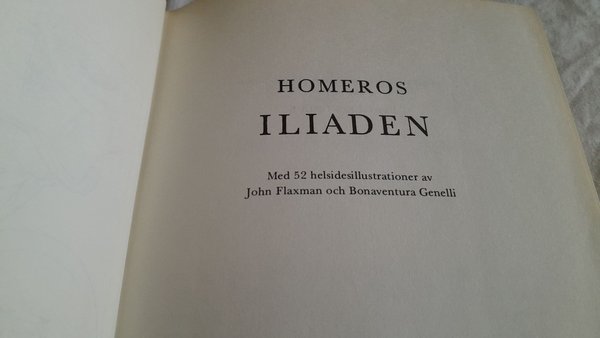 HOMEROS
ILIADEN
Med 52 helsidesillustrationer av
John Flaxman och Bonaventura Genelli